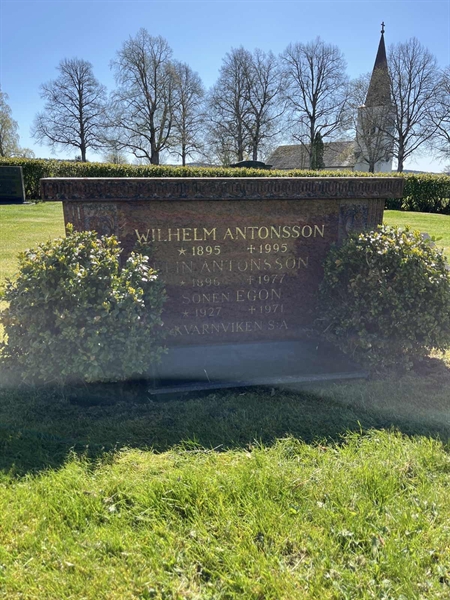 WILHELM ANTONSSON
★ 1895 ✝ 1995
ANTONSSON
★ 1896 ✝ 1977
SONEN EGON
★ 1927 ✝ 1971
KVARNVIKEN S:A